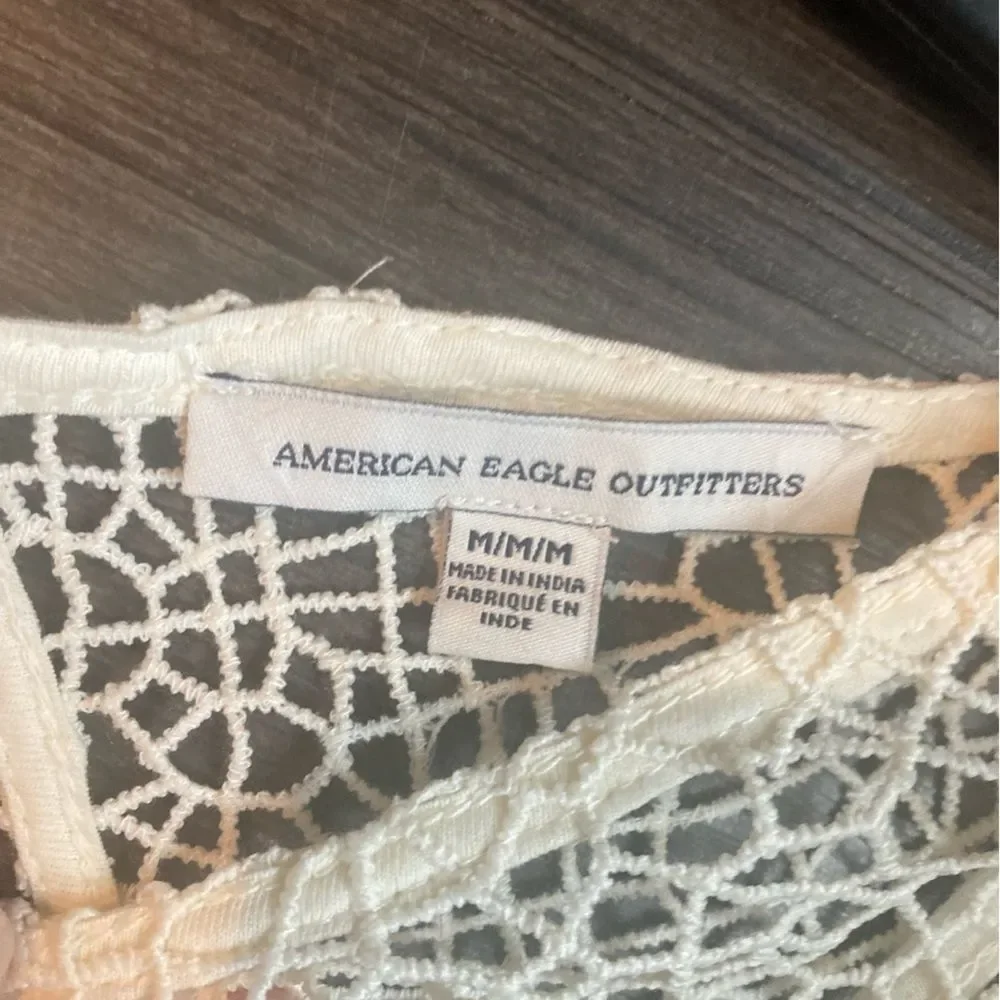 AMERICAN EAGLE OUTFITTERS
M/M/M
MADE IN INDIA
FABRIQUÉ EN
INDE